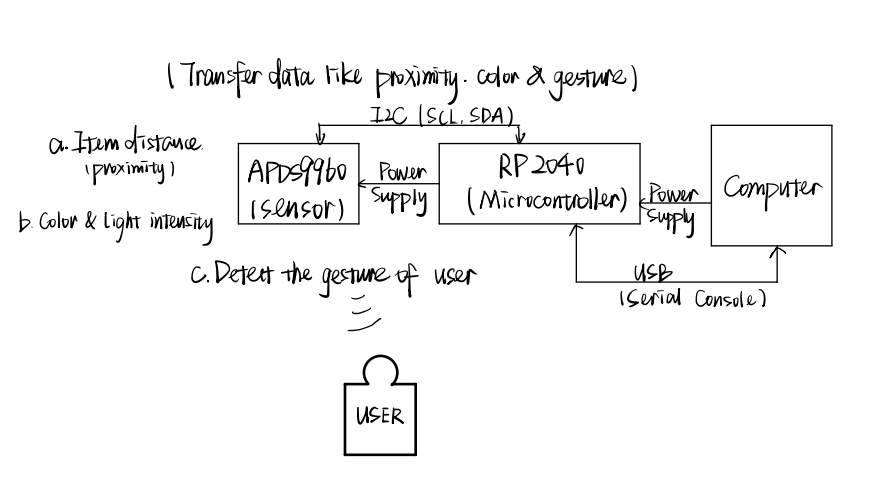 (Transfer data like proximity. color & gesture)
I2C (SCL, SDA)
a. Item distance.
(proximity)
APDS9960
(sensor)
Power
Supply
RP2040
(Microcontroller)
Power
Supply
Computer
b. Color & Light intensity
c. Detect the gesture of user
USB
(Serial Console)
USER